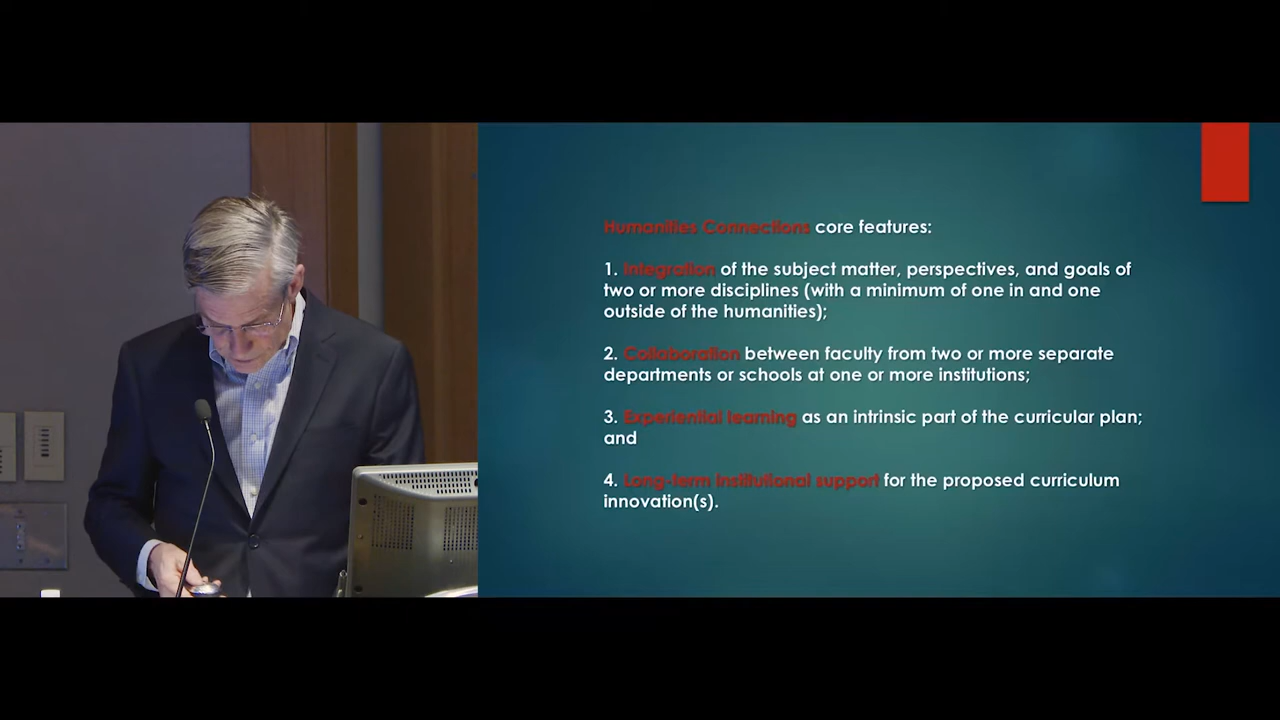 Humanities Connections core features:
1. Integration of the subject matter, perspectives, and goals of
two or more disciplines (with a minimum of one in and one
outside of the humanities);
2. Collaboration between faculty from two or more separate
departments or schools at one or more institutions;
3. Experiential learning as an intrinsic part of the curricular plan;
and
4. Long-term institutional support for the proposed curriculum
innovation(s).